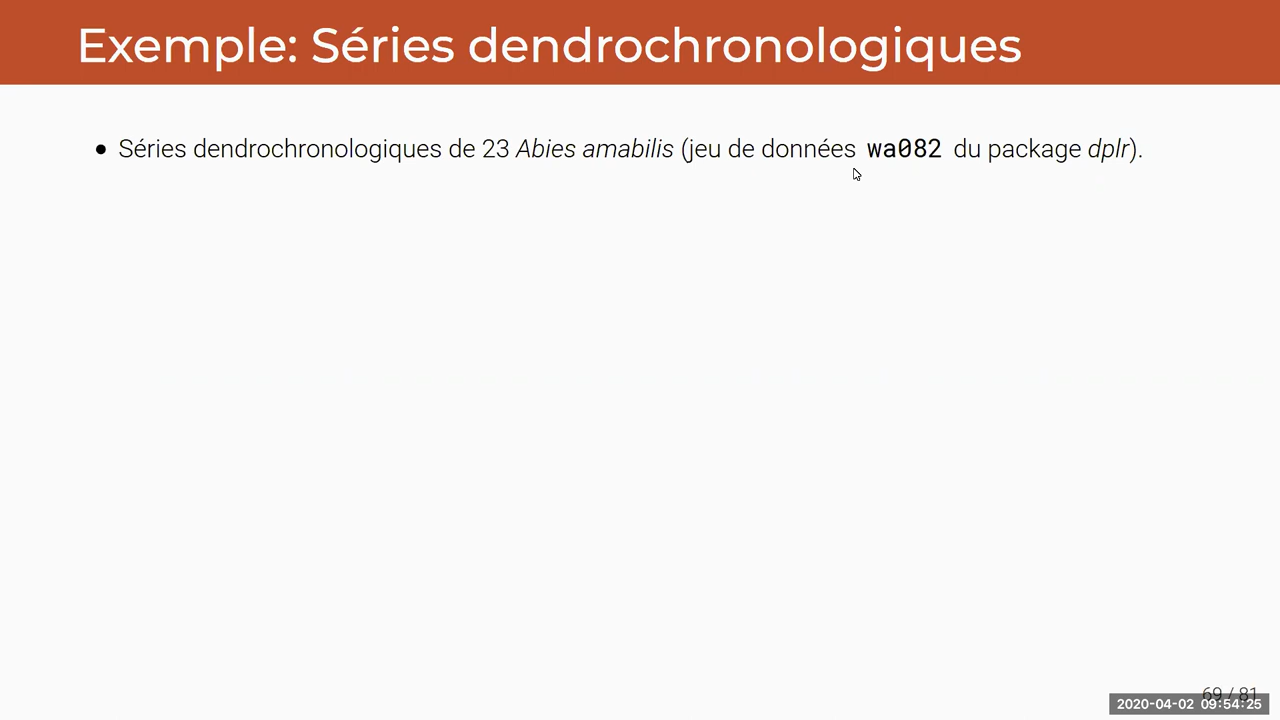 Exemple: Séries dendrochronologiques
• Séries dendrochronologiques de 23 Abies amabilis (jeu de données wa082 du package dplr).
69 / 81
2020-04-02 09:54:25